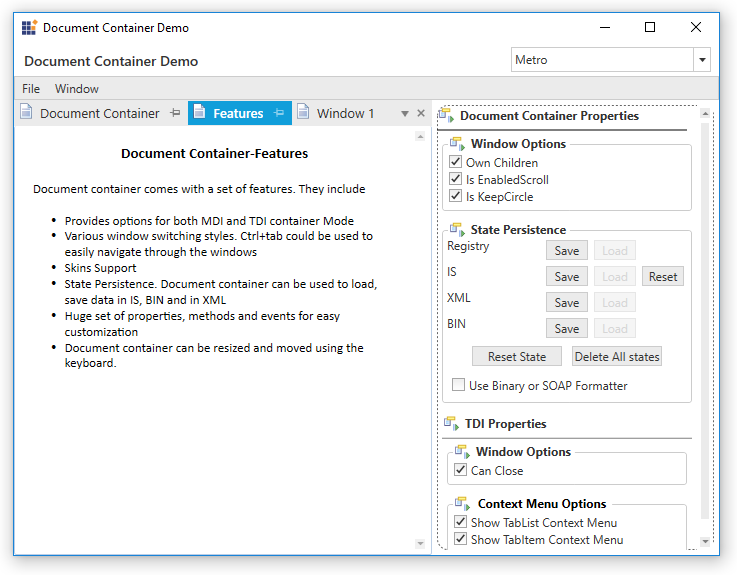 Document Container Demo
Document Container Demo
Metro
File Window
Document Container Features Window 1
Document Container-Features
Document container comes with a set of features. They include
• Provides options for both MDI and TDI container Mode
• Various window switching styles. Ctrl+tab could be used to
easily navigate through the windows
• Skins Support
• State Persistence. Document container can be used to load,
save data in IS, BIN and in XML
• Huge set of properties, methods and events for easy
customization
• Document container can be resized and moved using the
keyboard.
Document Container Properties
Window Options
Own Children
Is EnabledScroll
Is KeepCircle
State Persistence
Registry Save Load
IS Save Load Reset
XML Save Load
BIN Save Load
Reset State Delete All states
Use Binary or SOAP Formatter
TDI Properties
Window Options
Can Close
Context Menu Options
Show TabList Context Menu
Show TabItem Context Menu